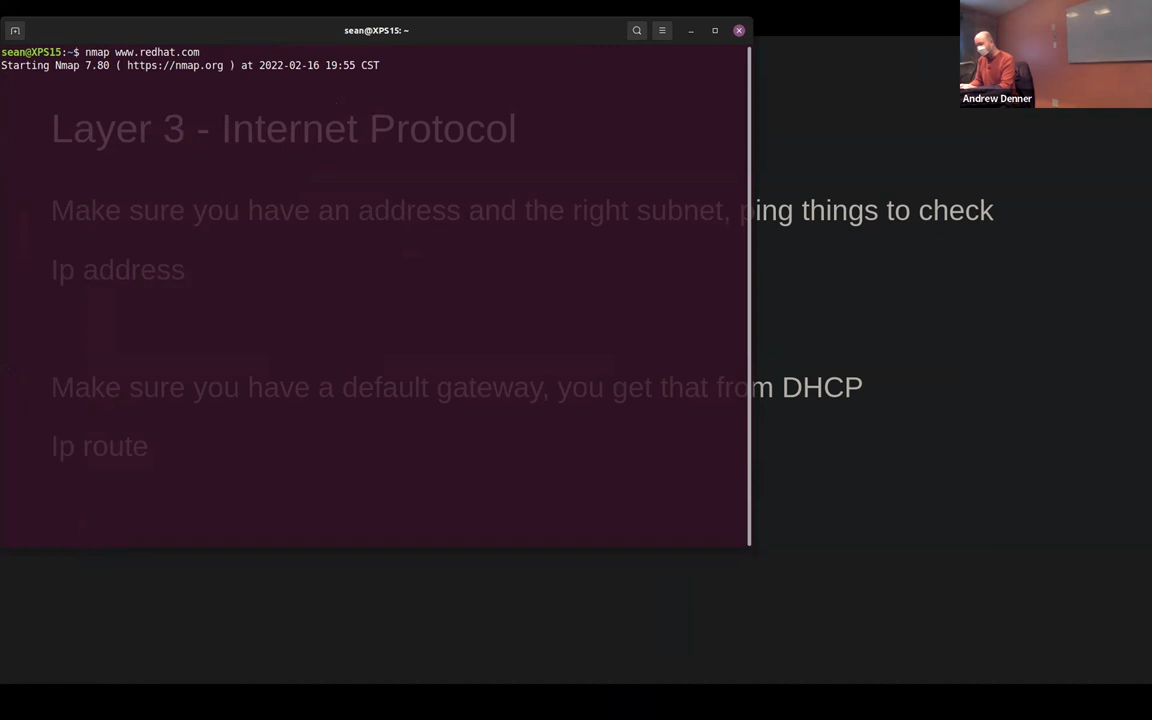 sean@XPS15: ~
sean@XPS15:~$ nmap www.redhat.com
Starting Nmap 7.80 ( https://nmap.org ) at 2022-02-16 19:55 CST
Andrew Denner
Layer 3 - Internet Protocol
Make sure you have an address and the right subnet, ping things to check
Ip address
Make sure you have a default gateway, you get that from DHCP
Ip route